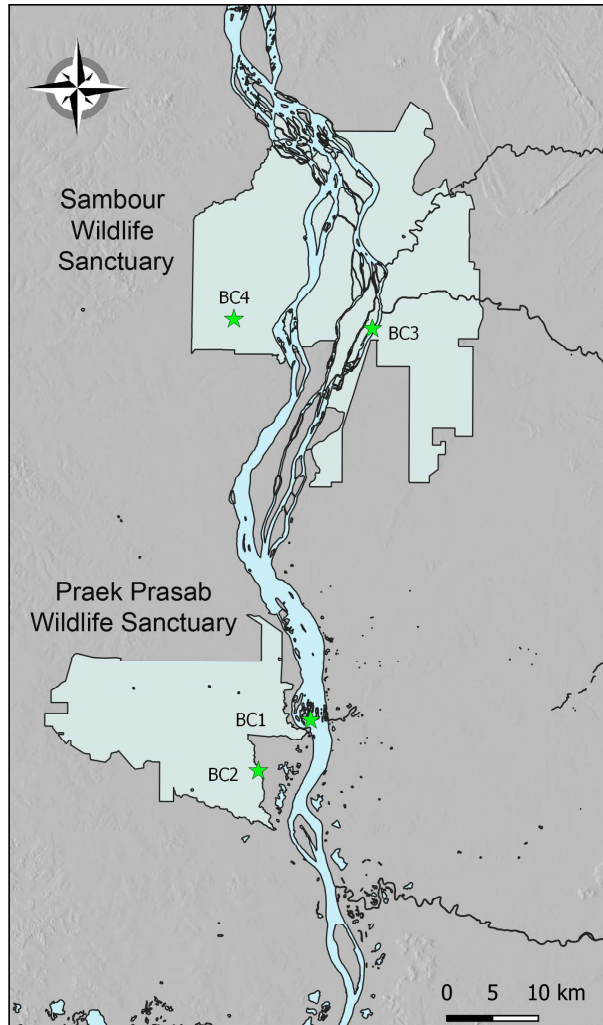 Sambour
Wildlife
Sanctuary
BC4
BC3
Praek Prasab
Wildlife Sanctuary
BC1
BC2
0 5 10 km